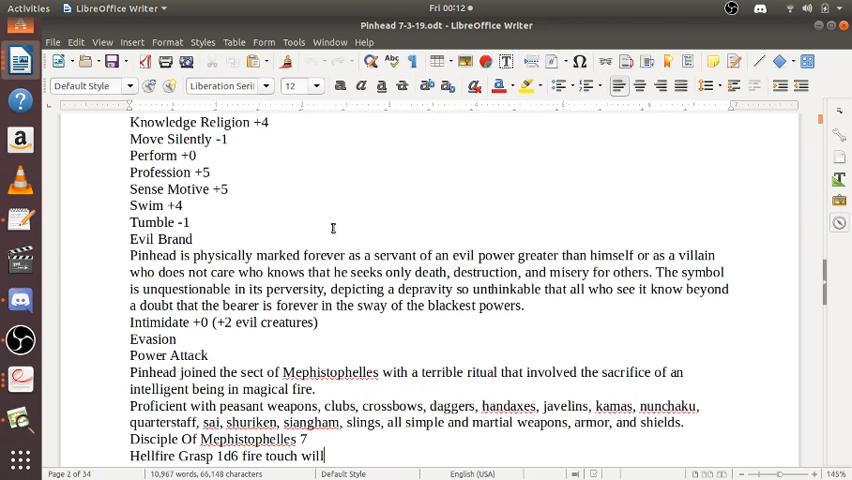 Activities
LibreOffice Writer
Fri 00:12
Pinhead 7-3-19.odt - LibreOffice Writer
File Edit View Insert Format Styles Table Form Tools Window Help
Default Style
Liberation Seri
12
Knowledge Religion +4
Move Silently -1
Perform +0
Profession +5
Sense Motive +5
Swim +4
Tumble -1
Evil Brand
Pinhead is physically marked forever as a servant of an evil power greater than himself or as a villain
who does not care who knows that he seeks only death, destruction, and misery for others. The symbol
is unquestionable in its perversity, depicting a depravity so unthinkable that all who see it know beyond
a doubt that the bearer is forever in the sway of the blackest powers.
Intimidate +0 (+2 evil creatures)
Evasion
Power Attack
Pinhead joined the sect of Mephistophelles with a terrible ritual that involved the sacrifice of an
intelligent being in magical fire.
Proficient with peasant weapons, clubs, crossbows, daggers, handaxes, javelins, kamas, nunchaku,
quarterstaff, sai, shuriken, siangham, slings, all simple and martial weapons, armor, and shields.
Disciple Of Mephistophelles 7
Hellfire Grasp 1d6 fire touch will
Page 2 of 34
10,967 words, 66,148 characters
Default Style
English (USA)
145%